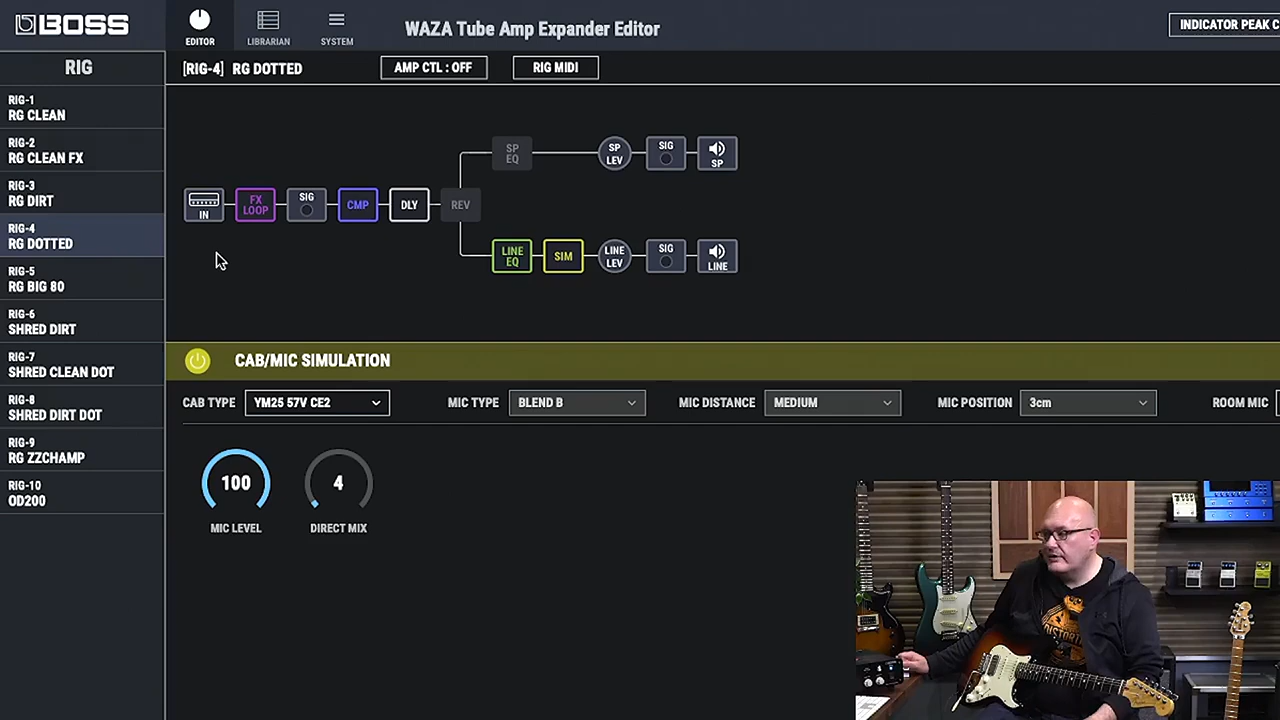 BOSS
EDITOR
LIBRARIAN
SYSTEM
WAZA Tube Amp Expander Editor
INDICATOR PEAK C
RIG
[RIG-4] RG DOTTED
AMP CTL : OFF
RIG MIDI
RIG-1
RG CLEAN
RIG-2
RG CLEAN FX
RIG-3
RG DIRT
RIG-4
RG DOTTED
RIG-5
RG BIG 80
RIG-6
SHRED DIRT
RIG-7
SHRED CLEAN DOT
RIG-8
SHRED DIRT DOT
RIG-9
RG ZZCHAMP
RIG-10
OD200
SP
EQ
SP
LEV
SIG
SP
IN
FX
LOOP
SIG
CMP
DLY
REV
LINE
EQ
SIM
LINE
LEV
SIG
LINE
CAB/MIC SIMULATION
CAB TYPE
YM25 57V CE2
MIC TYPE
BLEND B
MIC DISTANCE
MEDIUM
MIC POSITION
3cm
ROOM MIC
100
4
MIC LEVEL
DIRECT MIX